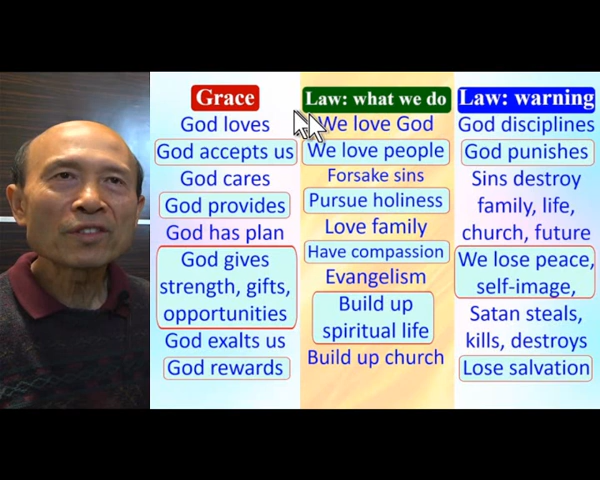 Grace
God loves
God accepts us
God cares
God provides
God has plan
God gives
strength, gifts,
opportunities
God exalts us
God rewards
Law: what we do
We love God
We love people
Forsake sins
Pursue holiness
Love family
Have compassion
Evangelism
Build up
spiritual life
Build up church
Law: warning
God disciplines
God punishes
Sins destroy
family, life,
church, future
We lose peace,
self-image,
Satan steals,
kills, destroys
Lose salvation